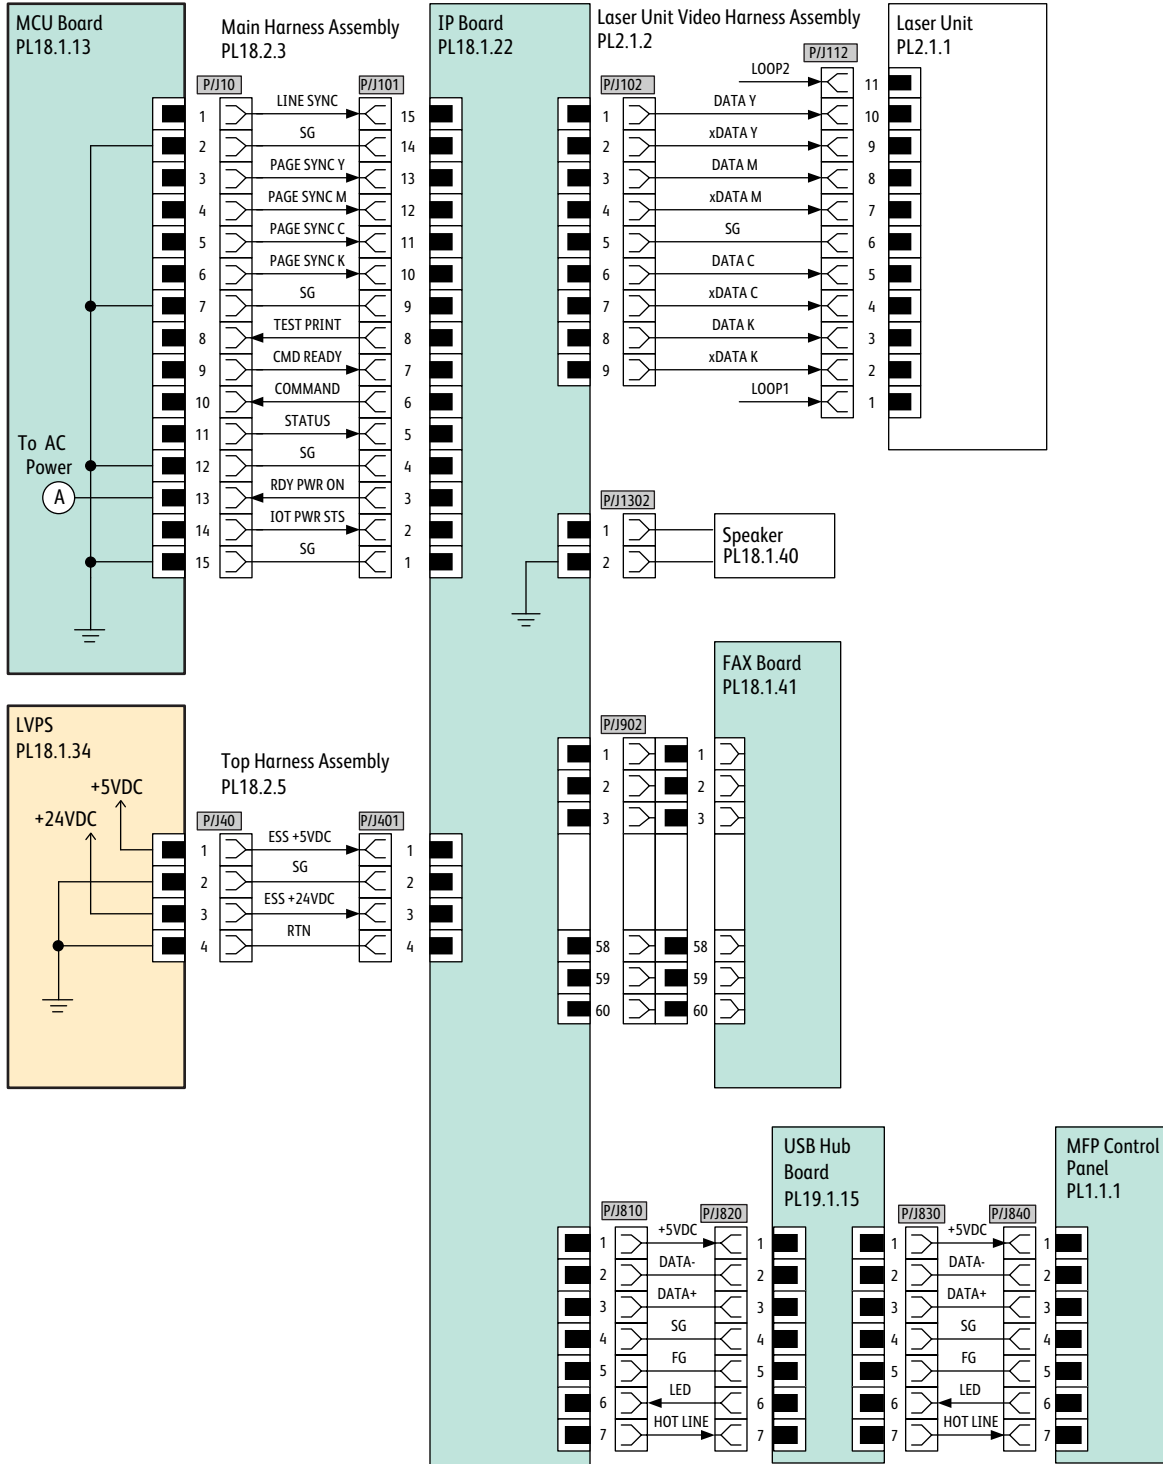 MCU Board
PL18.1.13
Main Harness Assembly
PL18.2.3
P/J10
P/J101
1 LINE SYNC 15
2 SG 14
3 PAGE SYNC Y 13
4 PAGE SYNC M 12
5 PAGE SYNC C 11
6 PAGE SYNC K 10
7 SG 9
8 TEST PRINT 8
9 CMD READY 7
10 COMMAND 6
11 STATUS 5
12 SG 4
13 RDY PWR ON 3
14 IOT PWR STS 2
15 SG 1
To AC
Power
A
IP Board
PL18.1.22
Laser Unit Video Harness Assembly
PL2.1.2
P/J102
P/J112
Laser Unit
PL2.1.1
LOOP2 11
1 DATA Y 10
2 xDATA Y 9
3 DATA M 8
4 xDATA M 7
5 SG 6
6 DATA C 5
7 xDATA C 4
8 DATA K 3
9 xDATA K 2
LOOP1 1
P/J1302
1
2
Speaker
PL18.1.40
FAX Board
PL18.1.41
P/J902
1 1
2 2
3 3
58 58
59 59
60 60
LVPS
PL18.1.34
+5VDC
+24VDC
Top Harness Assembly
PL18.2.5
P/J40
P/J401
1 ESS +5VDC 1
2 SG 2
3 ESS +24VDC 3
4 RTN 4
USB Hub
Board
PL19.1.15
P/J810
P/J820
1 +5VDC 1
2 DATA- 2
3 DATA+ 3
4 SG 4
5 FG 5
6 LED 6
7 HOT LINE 7
MFP Control
Panel
PL1.1.1
P/J830
P/J840
1 +5VDC 1
2 DATA- 2
3 DATA+ 3
4 SG 4
5 FG 5
6 LED 6
7 HOT LINE 7